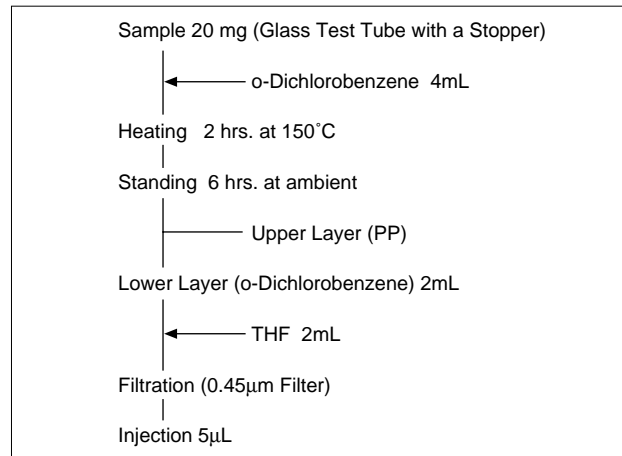 Sample 20 mg (Glass Test Tube with a Stopper)
o-Dichlorobenzene 4mL
Heating 2 hrs. at 150˚C
Standing 6 hrs. at ambient
Upper Layer (PP)
Lower Layer (o-Dichlorobenzene) 2mL
THF 2mL
Filtration (0.45μm Filter)
Injection 5μL